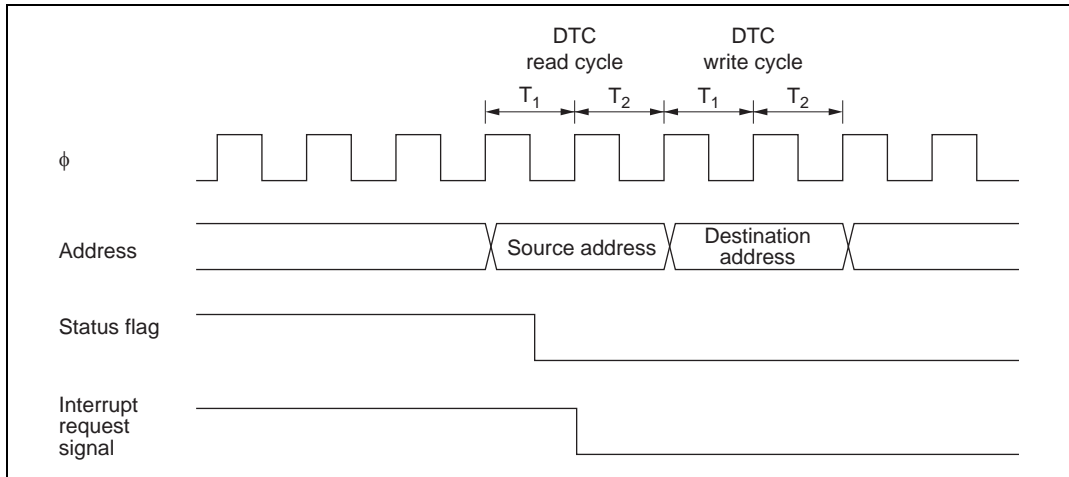 DTC
read cycle
DTC
write cycle
T1
T2
T1
T2
ϕ
Address
Source address
Destination
address
Status flag
Interrupt
request
signal